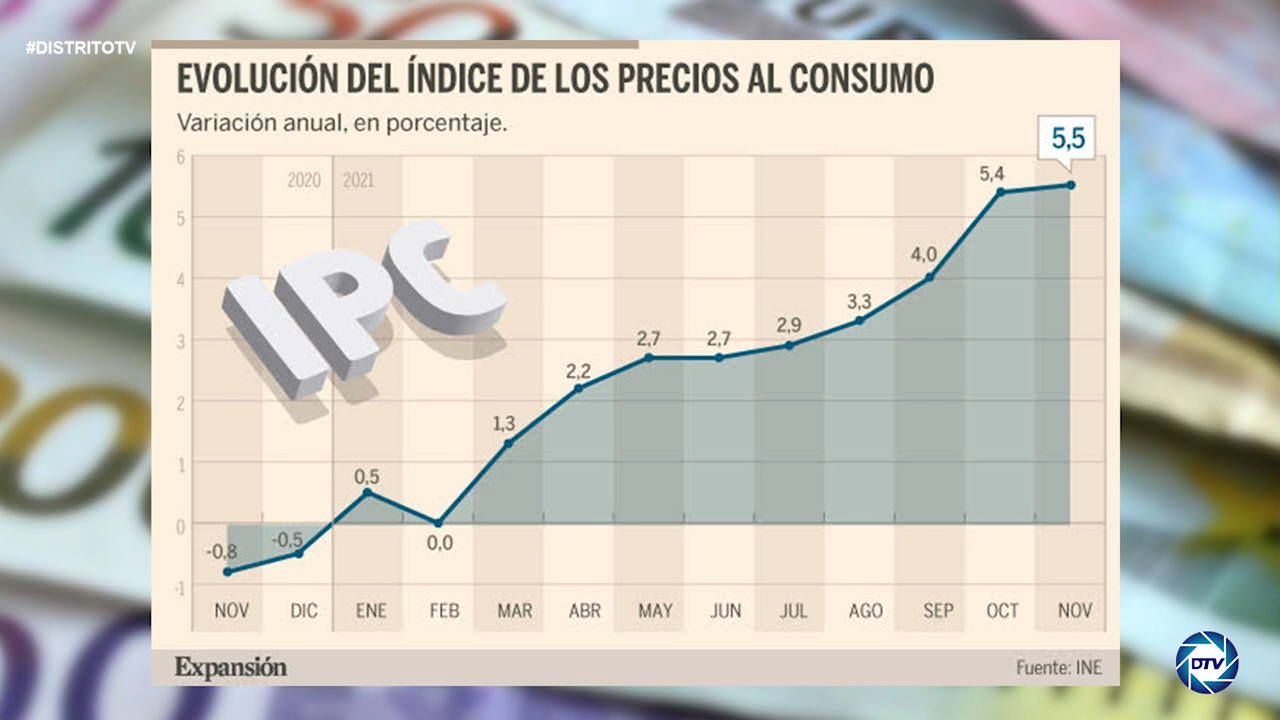 #DISTRITOTV
EVOLUCIÓN DEL ÍNDICE DE LOS PRECIOS AL CONSUMO
Variación anual, en porcentaje.
5,5
6
2020 2021
5,4
5
4,0
4
3,3
IPC
3
2,7 2,7 2,9
2,2
2
1,3
1
0,5
0
-0,8 -0,5 0,0
-1
NOV DIC ENE FEB MAR ABR MAY JUN JUL AGO SEP OCT NOV
Expansión
Fuente: INE
DTV